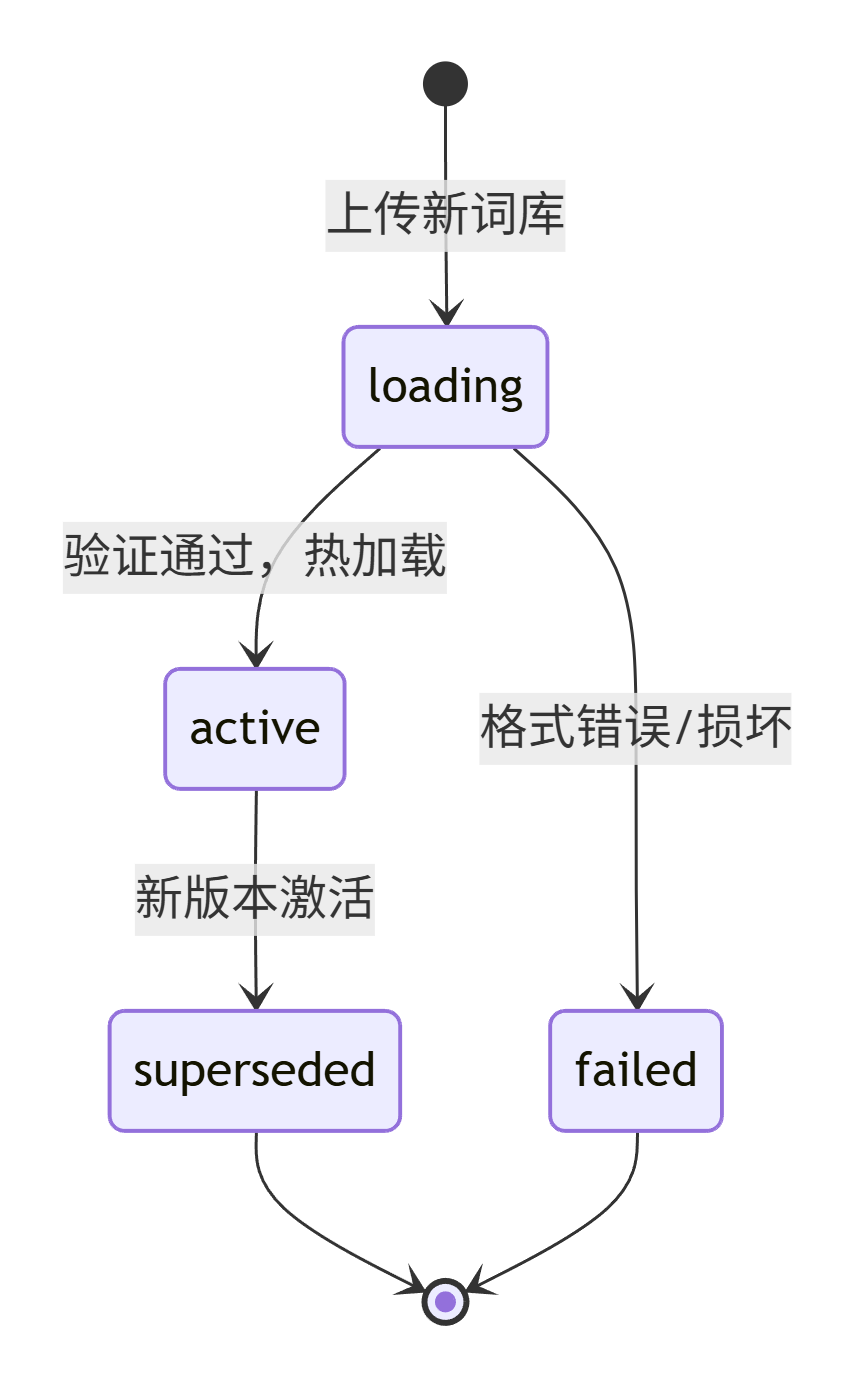 上传新词库
loading
验证通过，热加载
active
格式错误/损坏
新版本激活
superseded
failed